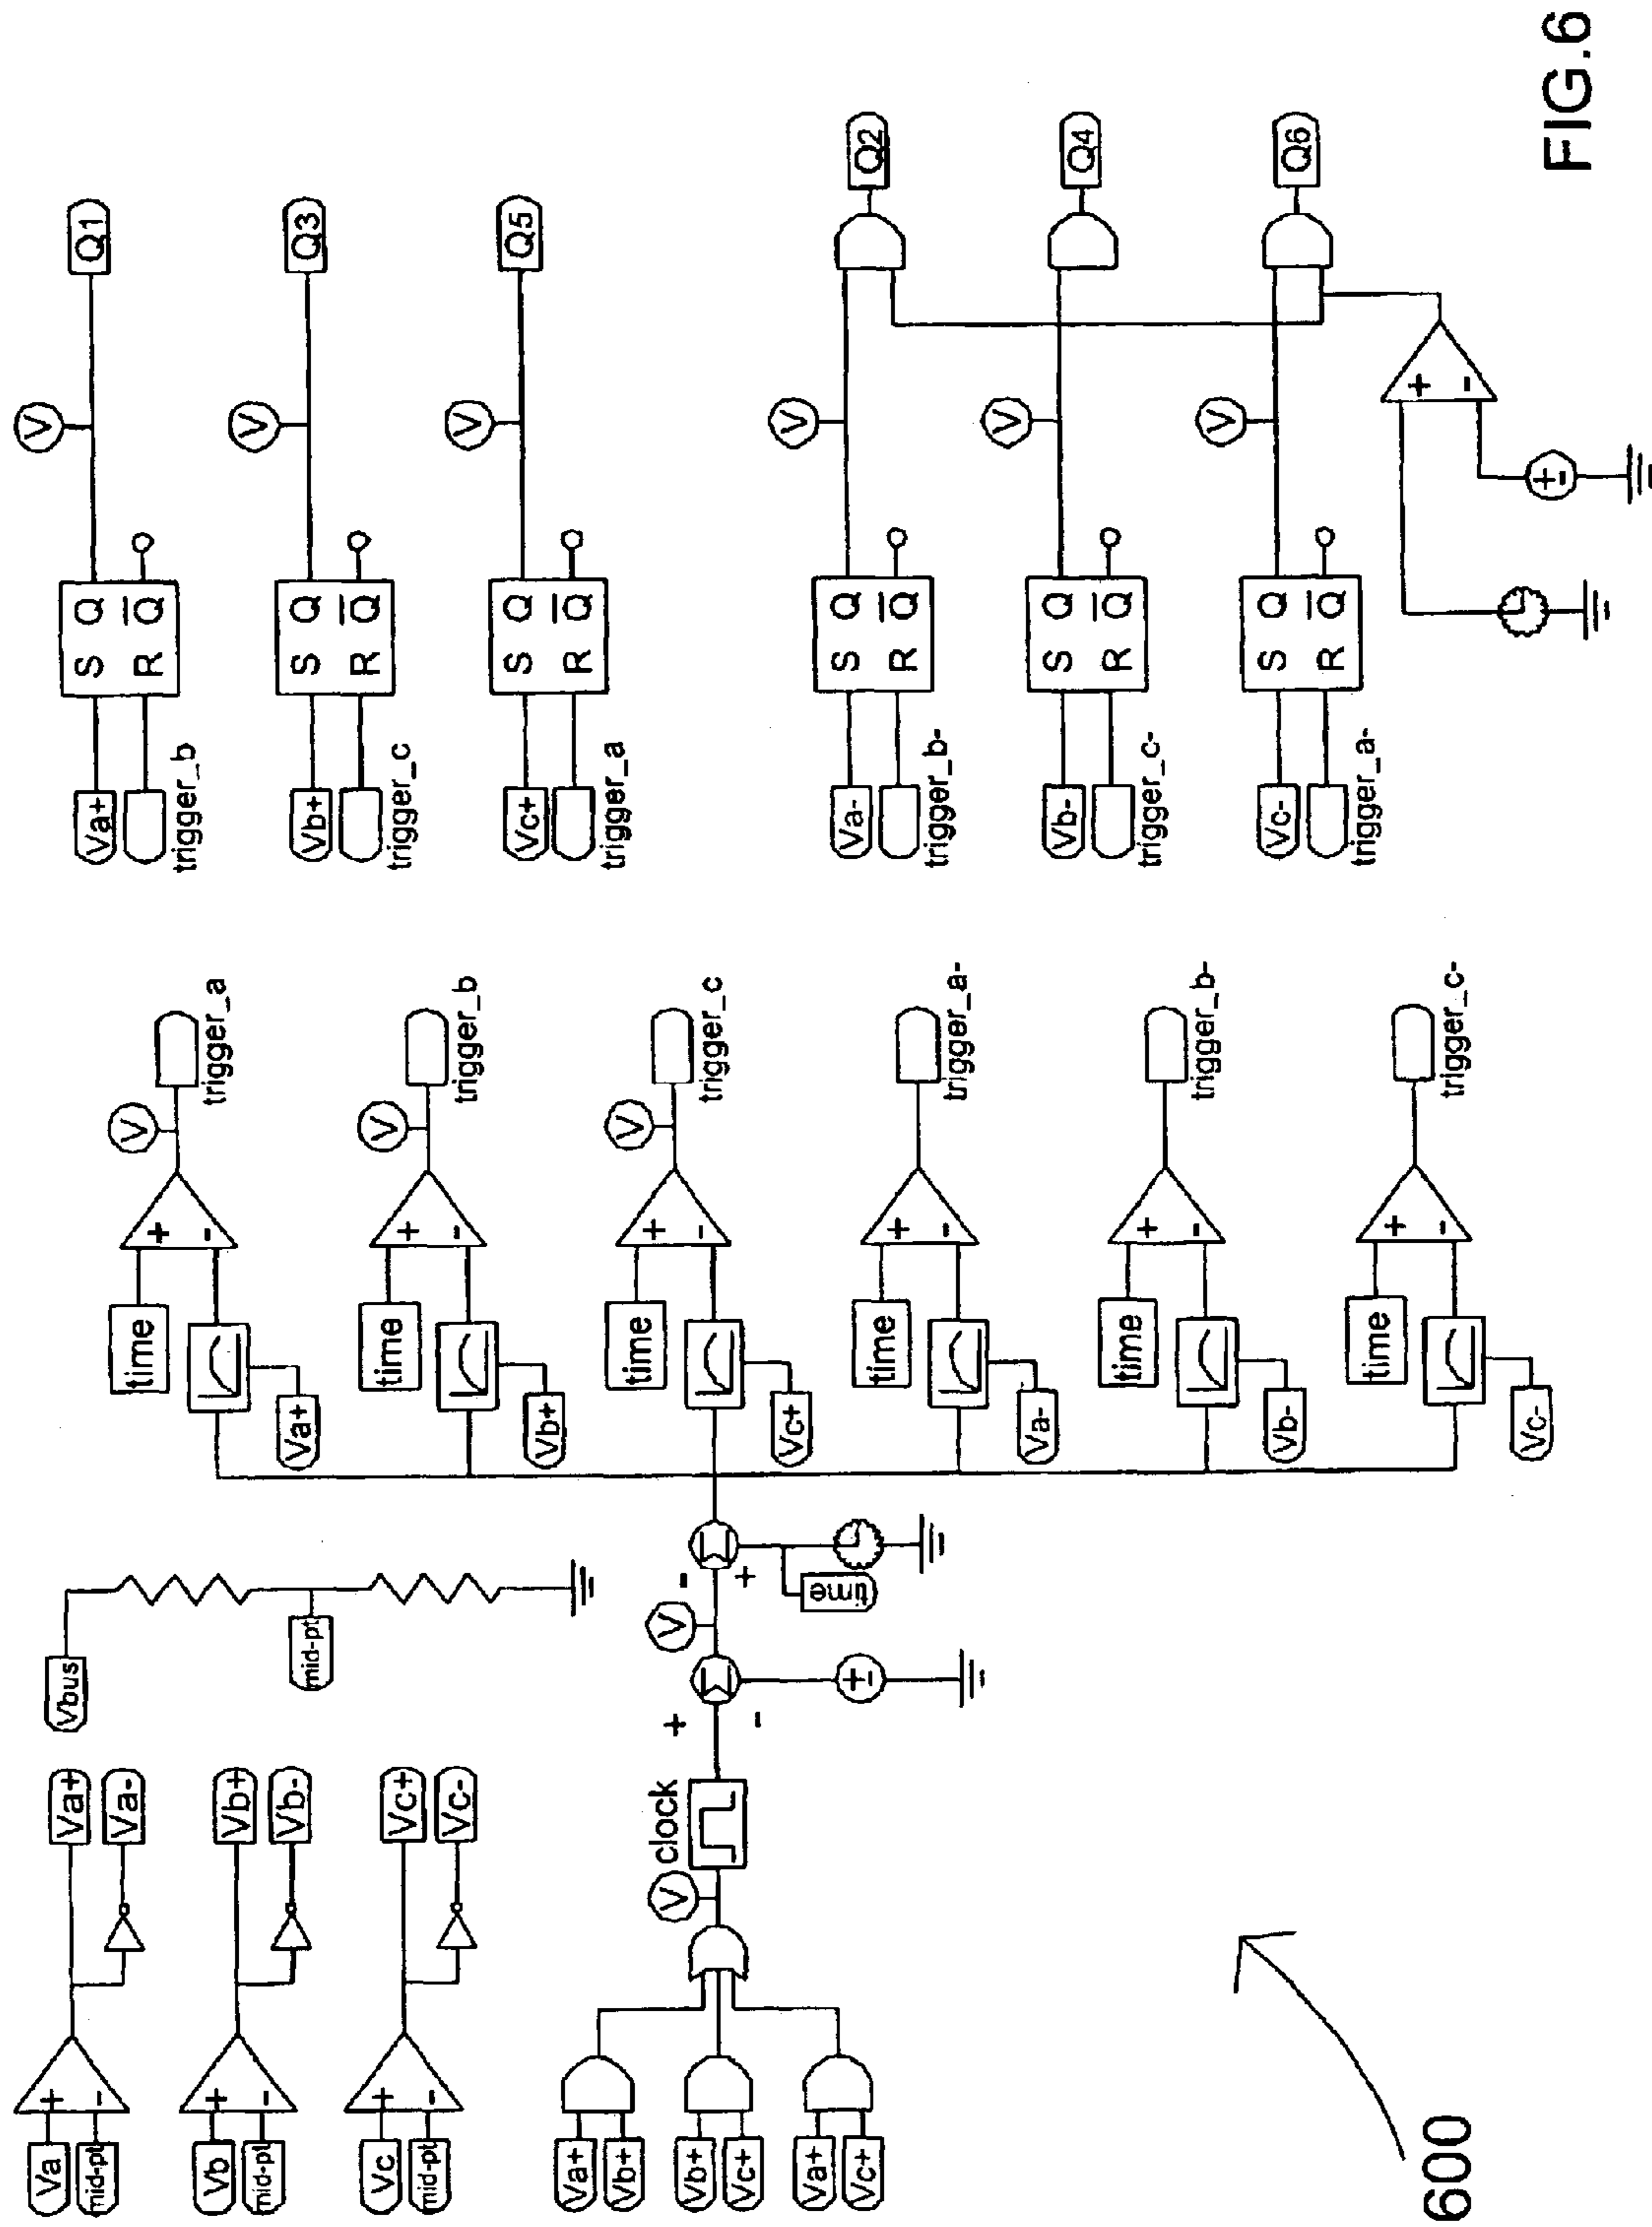 Va
mid-pt
+
-
Va+
Va-
Vb
mid-pt
+
-
Vb+
Vb-
Vc
mid-pt
+
-
Vc+
Vc-
Vbus
mid-pt
Va+
Vb+
Vb+
Vc+
Va+
Vc+
V
clock
+
-
+-
V
-
+
time
time
Va+
+
-
V
trigger_a
time
Vb+
+
-
V
trigger_b
time
Vc+
+
-
V
trigger_c
time
Va-
+
-
trigger_a-
time
Vb-
+
-
trigger_b-
time
Vc-
+
-
trigger_c-
Va+
trigger_b
S Q
R Q̅
V
Q1
Vb+
trigger_c
S Q
R Q̅
V
Q3
Vc+
trigger_a
S Q
R Q̅
V
Q5
Va-
trigger_b-
S Q
R Q̅
V
Q2
Vb-
trigger_c-
S Q
R Q̅
V
Q4
Vc-
trigger_a-
S Q
R Q̅
V
Q6
+
-
+-
600
FIG.6